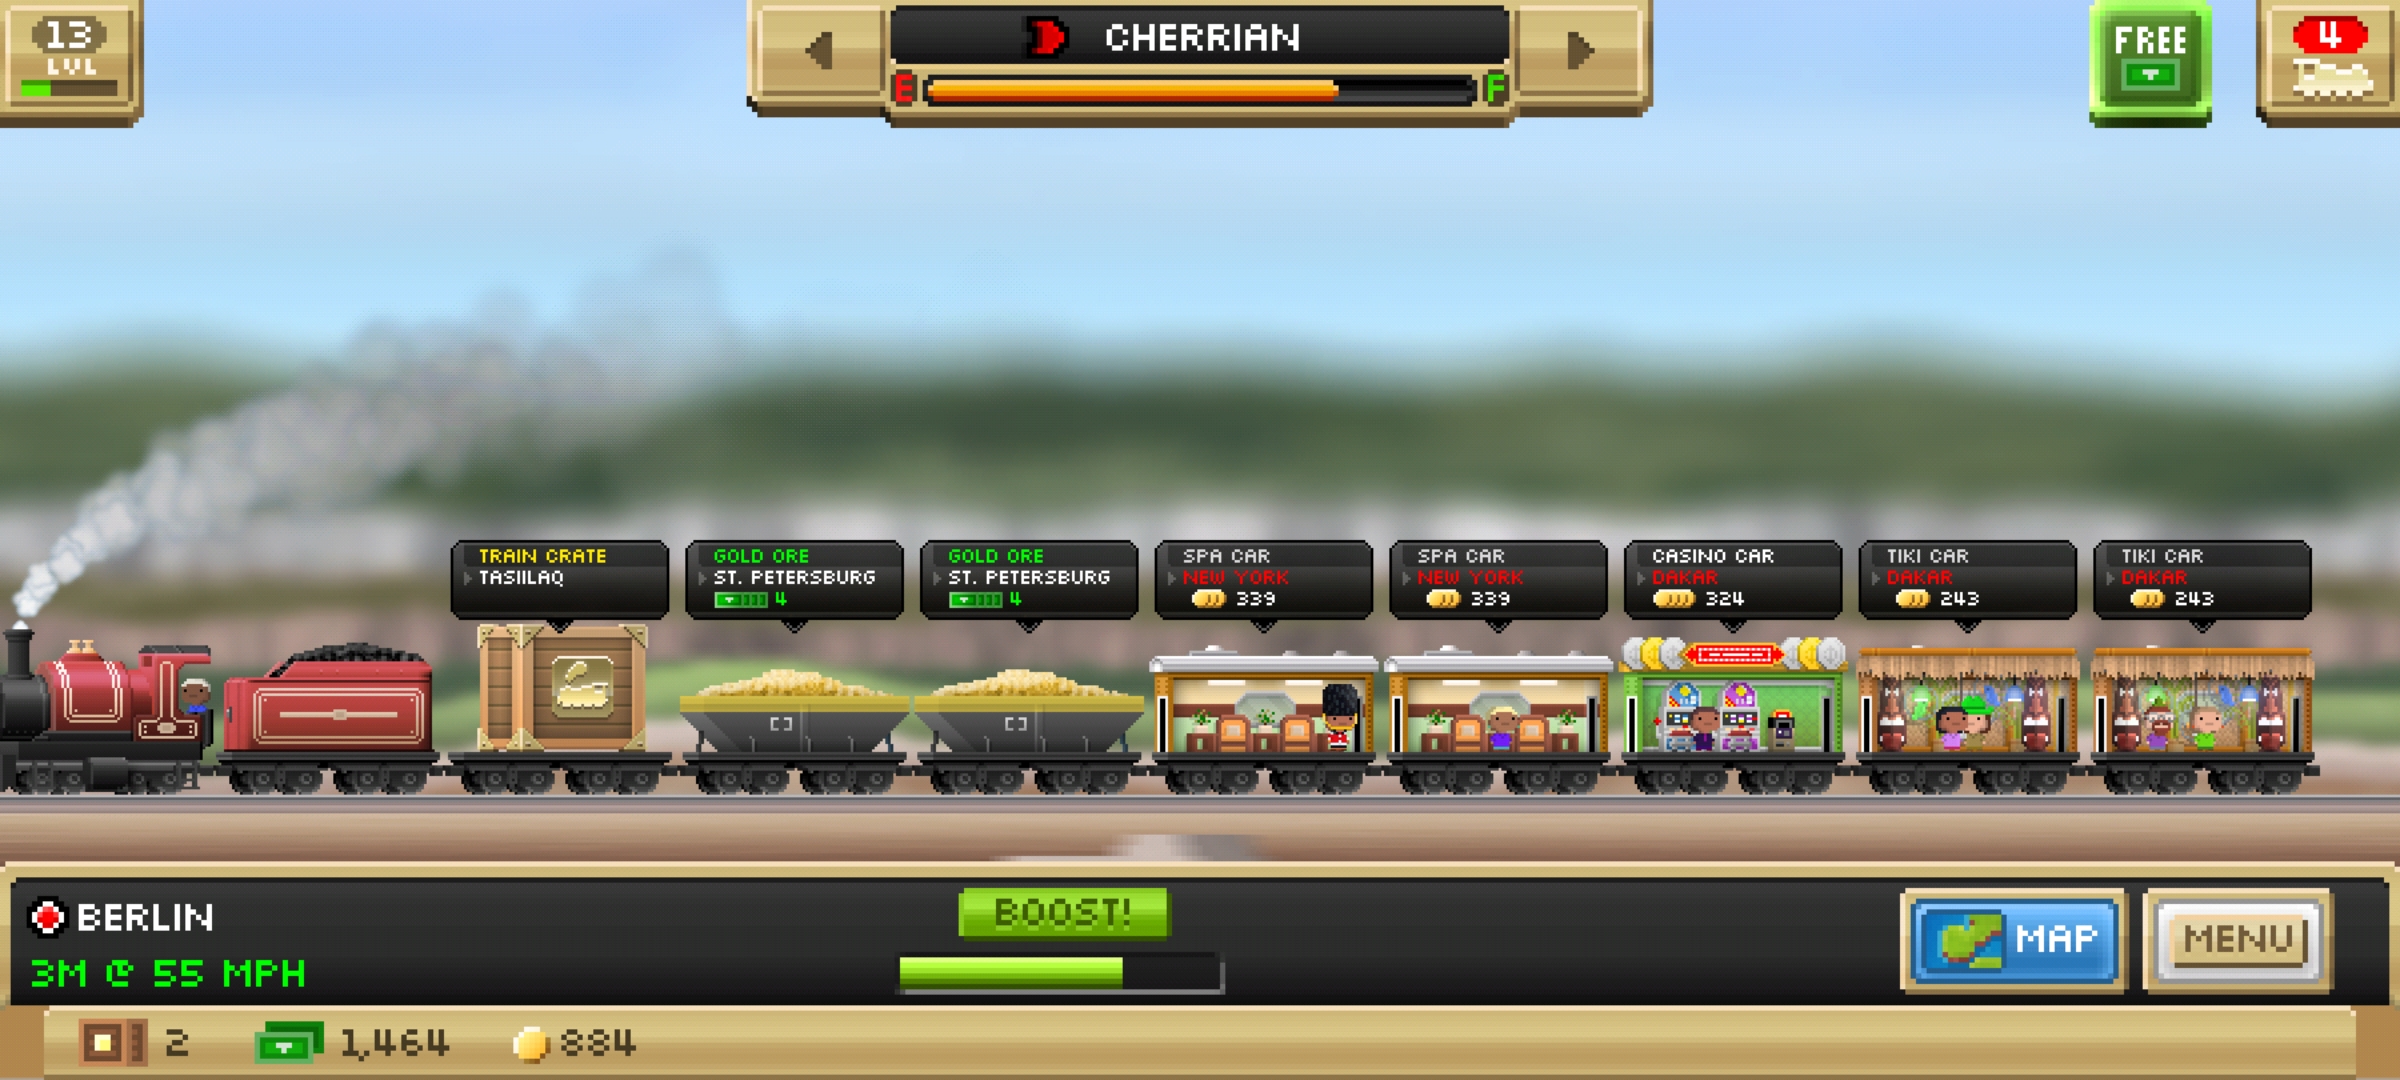 13
LVL
CHERRIAN
E F
FREE
4
TRAIN CRATE
TASIILAQ
GOLD ORE
ST. PETERSBURG
4
GOLD ORE
ST. PETERSBURG
4
SPA CAR
NEW YORK
339
SPA CAR
NEW YORK
339
CASINO CAR
DAKAR
324
TIKI CAR
DAKAR
243
TIKI CAR
DAKAR
243
BERLIN
3M @ 55 MPH
BOOST!
MAP
MENU
2
1,464
884